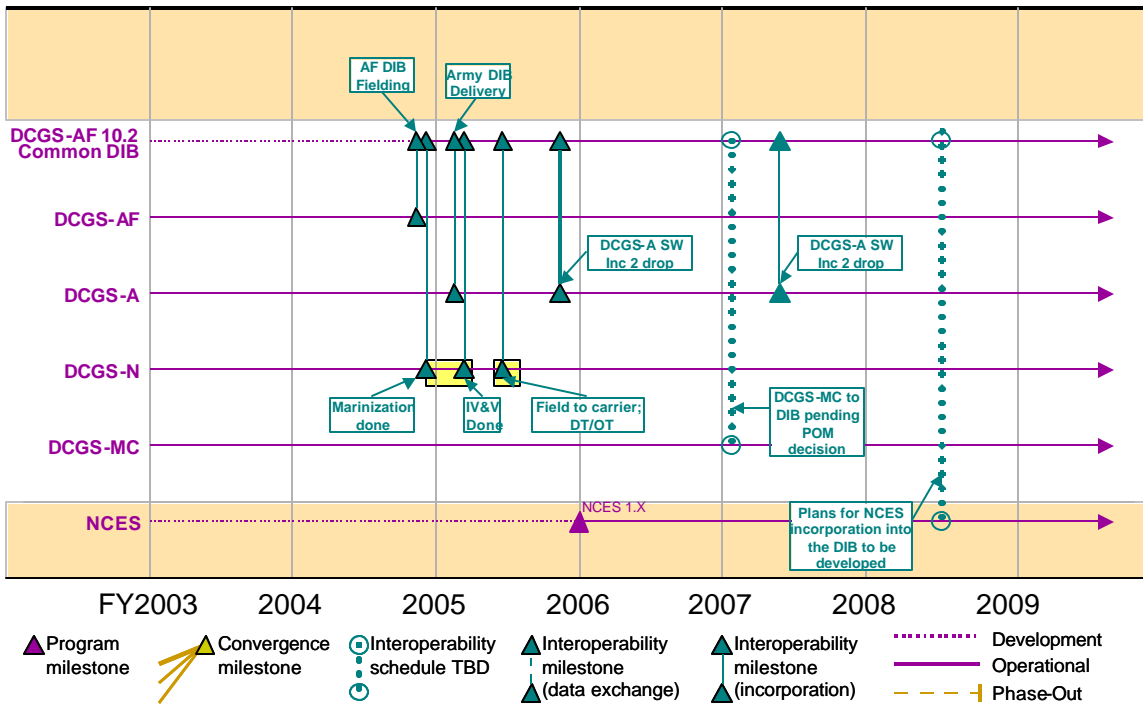 AF DIB
Fielding
Army DIB
Delivery
DCGS-AF 10.2
Common DIB
DCGS-AF
DCGS-A SW
Inc 2 drop
DCGS-A SW
Inc 2 drop
DCGS-A
DCGS-N
Marinization
done
IV&V
Done
Field to carrier;
DT/OT
DCGS-MC to
DIB pending
POM
decision
DCGS-MC
NCES 1.X
NCES
Plans for NCES
incorporation into
the DIB to be
developed
FY2003 2004 2005 2006 2007 2008 2009
Program
milestone
Convergence
milestone
Interoperability
schedule TBD
Interoperability
milestone
(data exchange)
Interoperability
milestone
(incorporation)
Development
Operational
Phase-Out